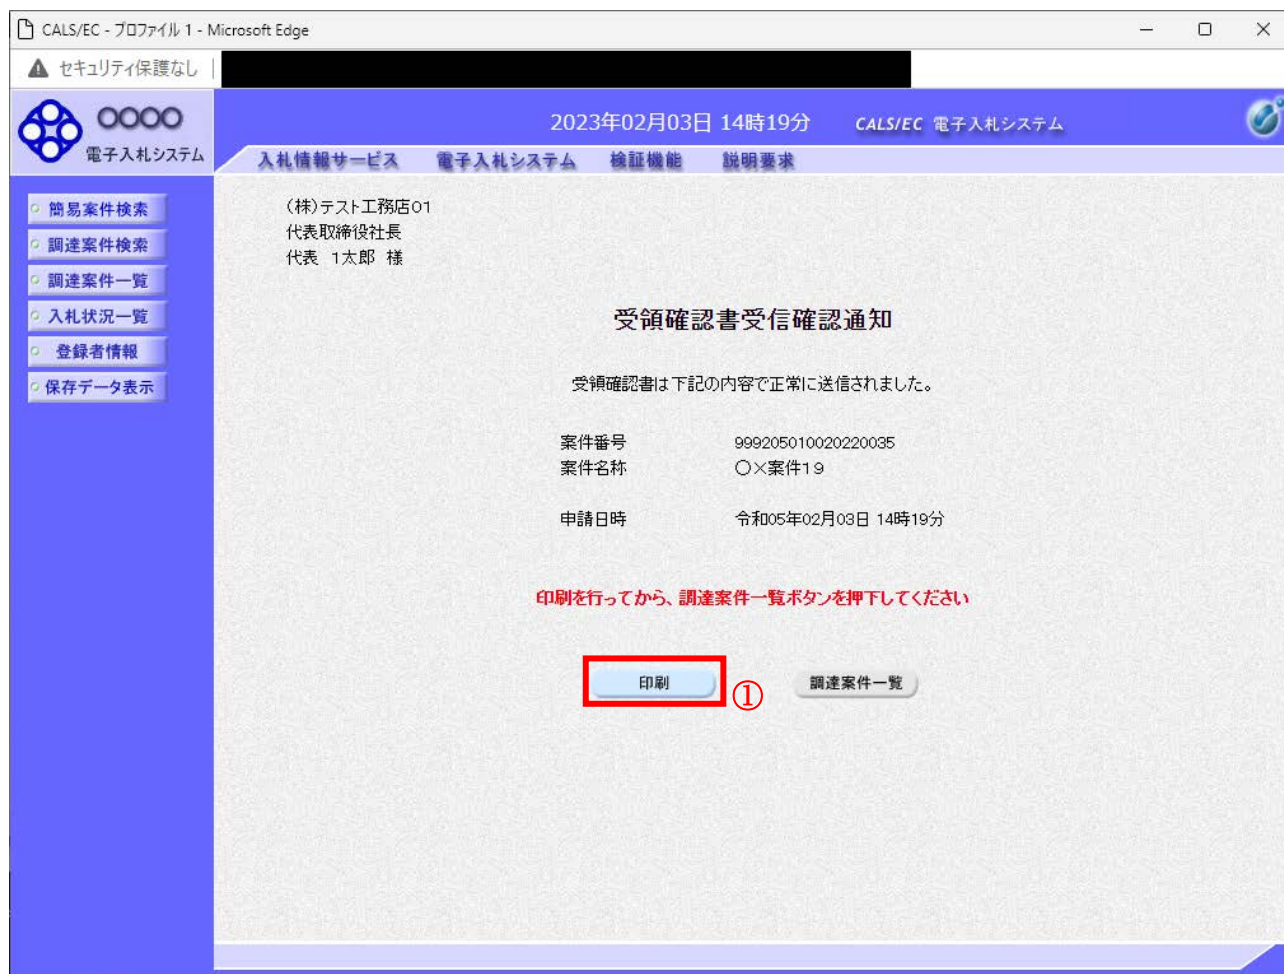 CALS/EC - プロファイル 1 - Microsoft Edge
セキュリティ保護なし
〇〇〇〇
電子入札システム
2023年02月03日 14時19分
CALS/EC 電子入札システム
入札情報サービス 電子入札システム 検証機能 説明要求
簡易案件検索
調達案件検索
調達案件一覧
入札状況一覧
登録者情報
保存データ表示
(株)テスト工務店01
代表取締役社長
代表 1太郎 様
受領確認書受信確認通知
受領確認書は下記の内容で正常に送信されました。
案件番号 999205010020220035
案件名称 〇×案件19
申請日時 令和05年02月03日 14時19分
印刷を行ってから、調達案件一覧ボタンを押下してください
印刷 ① 調達案件一覧